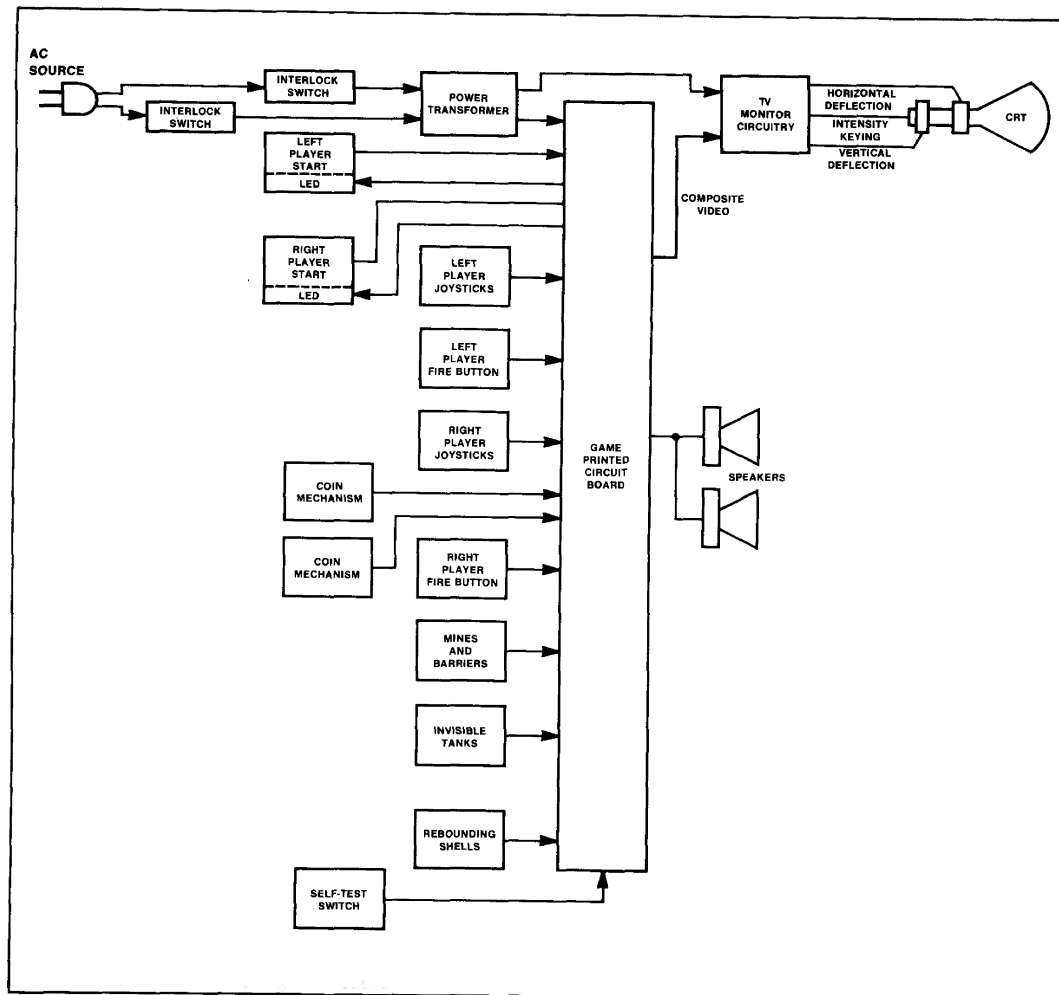 AC
SOURCE
INTERLOCK
SWITCH
INTERLOCK
SWITCH
POWER
TRANSFORMER
TV
MONITOR
CIRCUITRY
HORIZONTAL
DEFLECTION
INTENSITY
KEYING
VERTICAL
DEFLECTION
CRT
LEFT
PLAYER
START
LED
COMPOSITE
VIDEO
RIGHT
PLAYER
START
LED
LEFT
PLAYER
JOYSTICKS
LEFT
PLAYER
FIRE BUTTON
RIGHT
PLAYER
JOYSTICKS
GAME
PRINTED
CIRCUIT
BOARD
SPEAKERS
COIN
MECHANISM
COIN
MECHANISM
RIGHT
PLAYER
FIRE BUTTON
MINES
AND
BARRIERS
INVISIBLE
TANKS
REBOUNDING
SHELLS
SELF-TEST
SWITCH